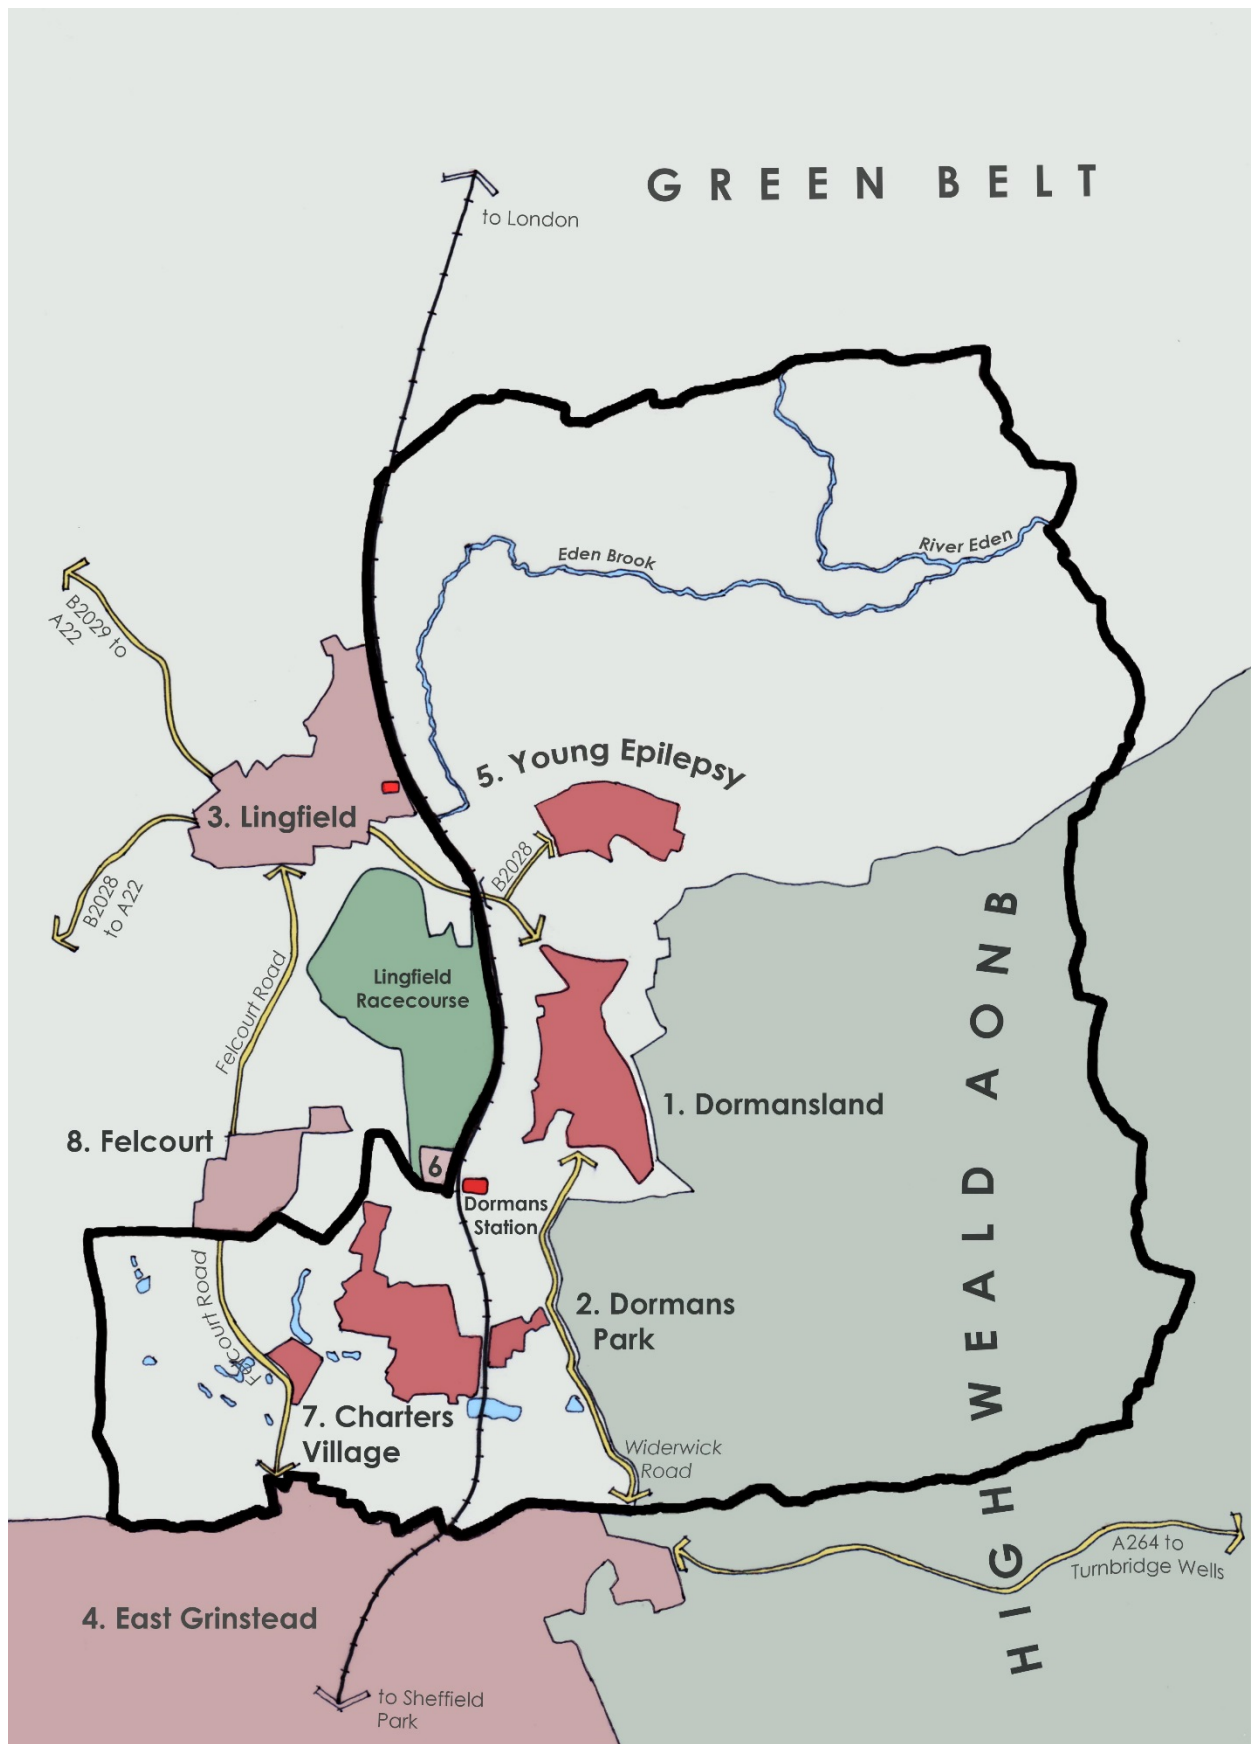 GREEN BELT
to London
Eden Brook
River Eden
B2029 to
A22
5. Young Epilepsy
3. Lingfield
B2028
B2028
to A22
Lingfield
Racecourse
Felcourt Road
1. Dormansland
8. Felcourt
6
Dormans
Station
Felcourt Road
2. Dormans
Park
7. Charters
Village
Widerwick
Road
HIGH WEALD AONB
A264 to
Turnbridge Wells
4. East Grinstead
to Sheffield
Park